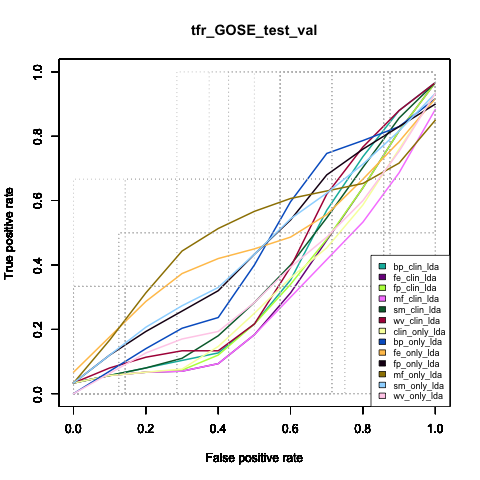 tfr_GOSE_test_val
True positive rate
1.0
0.8
0.6
0.4
0.2
0.0
0.0 0.2 0.4 0.6 0.8 1.0
False positive rate
bp_clin_lda
fe_clin_lda
fp_clin_lda
mf_clin_lda
sm_clin_lda
wv_clin_lda
clin_only_lda
bp_only_lda
fe_only_lda
fp_only_lda
mf_only_lda
sm_only_lda
wv_only_lda